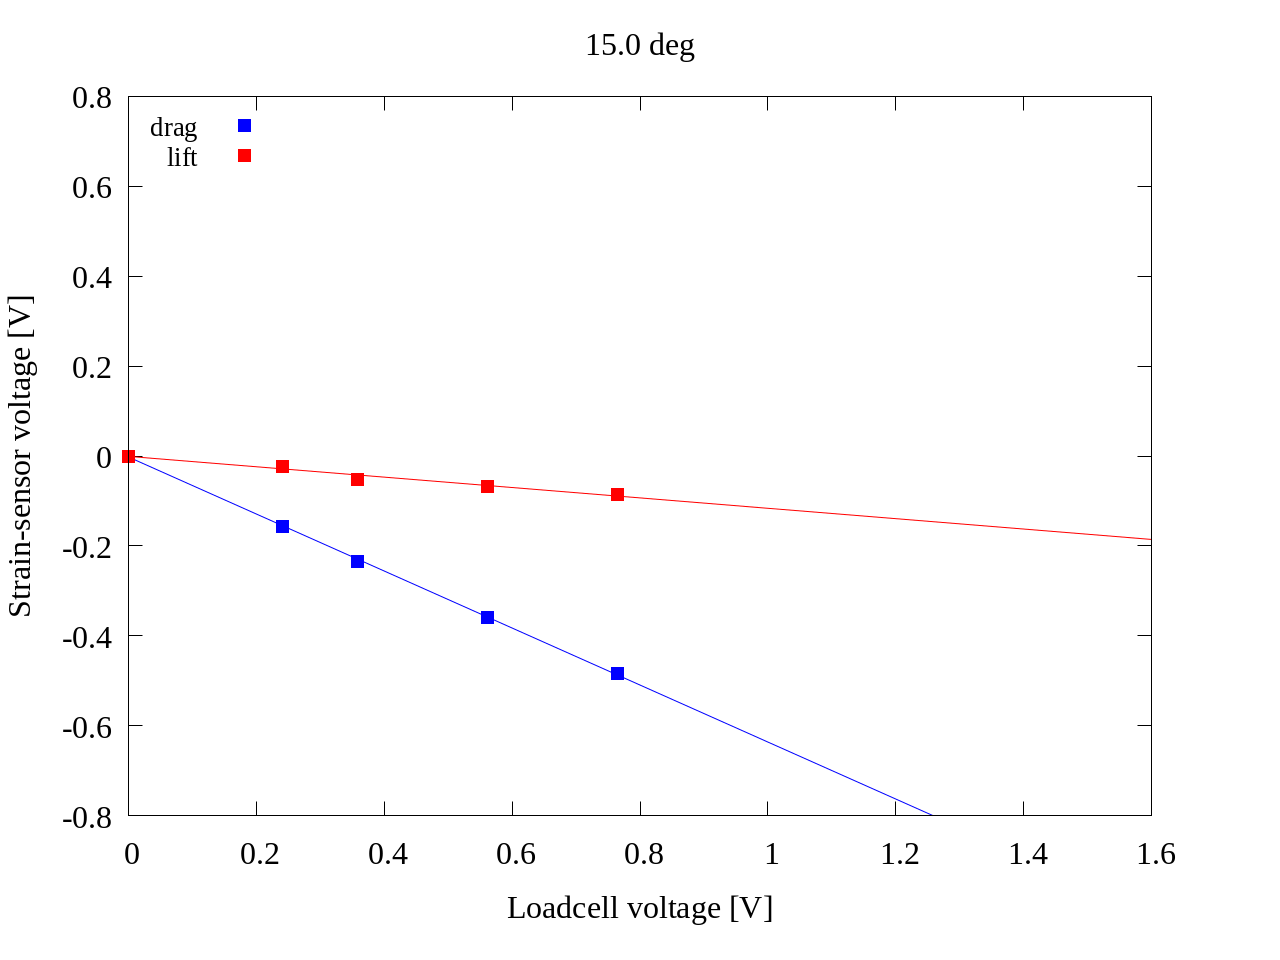 15.0 deg
drag
lift
0.8
0.6
0.4
0.2
0
-0.2
-0.4
-0.6
-0.8
Strain-sensor voltage [V]
0 0.2 0.4 0.6 0.8 1 1.2 1.4 1.6
Loadcell voltage [V]